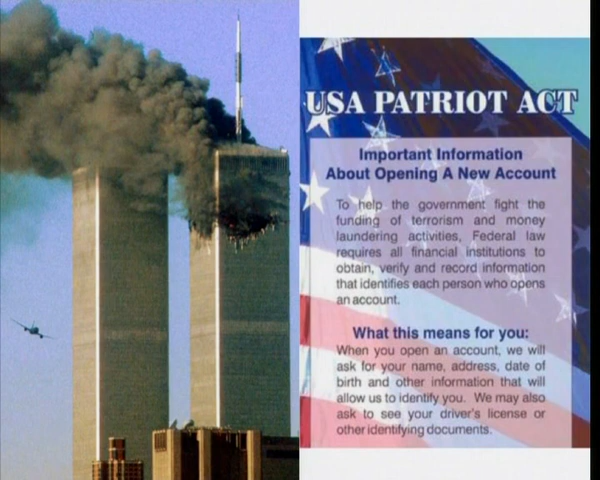 USA PATRIOT ACT
Important Information
About Opening A New Account
To help the government fight the
funding of terrorism and money
laundering activities, Federal law
requires all financial institutions to
obtain, verify and record information
that identifies each person who opens
an account.
What this means for you:
When you open an account, we will
ask for your name, address, date of
birth and other information that will
allow us to identify you. We may also
ask to see your driver's license or
other identifying documents.